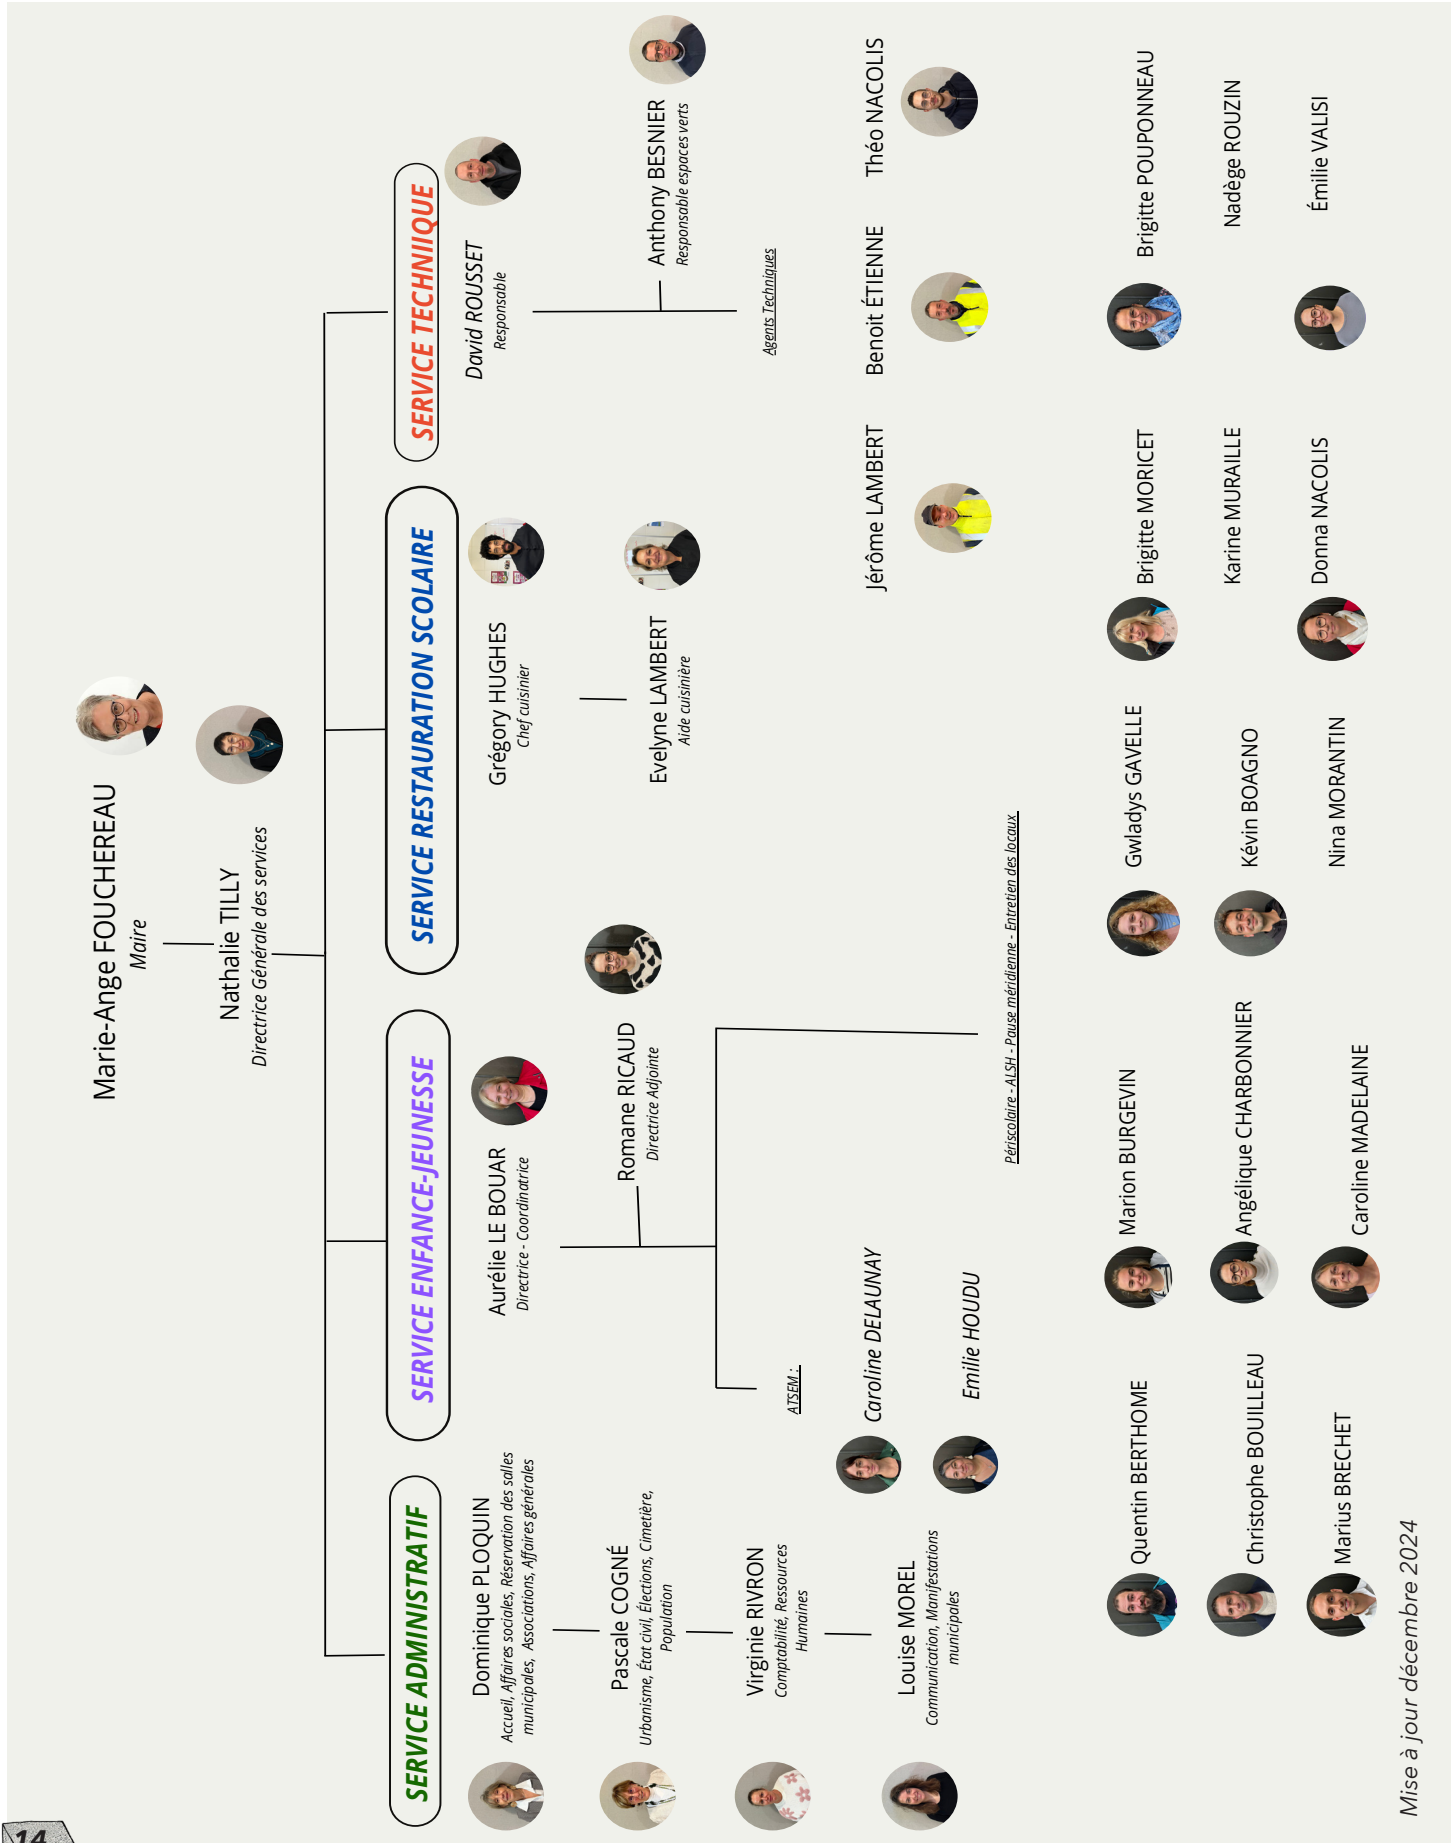 Marie-Ange FOUCHEREAU
Maire
Nathalie TILLY
Directrice Générale des services
SERVICE ADMINISTRATIF
Dominique PLOQUIN
Accueil, Affaires sociales, Réservation des salles
municipales, Associations, Affaires générales
Pascale COGNÉ
Urbanisme, État civil, Élections, Cimetière,
Population
Virginie RIVRON
Comptabilité, Ressources
Humaines
Louise MOREL
Communication, Manifestations
municipales
SERVICE ENFANCE-JEUNESSE
Aurélie LE BOUAR
Directrice - Coordinatrice
Romane RICAUD
Directrice Adjointe
ATSEM :
Caroline DELAUNAY
Emilie HOUDU
Périscolaire - ALSH - Pause méridienne - Entretien des locaux
SERVICE RESTAURATION SCOLAIRE
Grégory HUGHES
Chef cuisinier
Evelyne LAMBERT
Aide cuisinière
SERVICE TECHNIIQUE
David ROUSSET
Responsable
Anthony BESNIER
Responsable espaces verts
Agents Techniques
Jérôme LAMBERT
Benoit ÉTIENNE
Théo NACOLIS
Quentin BERTHOME
Marion BURGEVIN
Gwladys GAVELLE
Brigitte MORICET
Brigitte POUPONNEAU
Christophe BOUILLEAU
Angélique CHARBONNIER
Kévin BOAGNO
Karine MURAILLE
Nadège ROUZIN
Marius BRECHET
Caroline MADELAINE
Nina MORANTIN
Donna NACOLIS
Émilie VALISI
Mise à jour décembre 2024
14